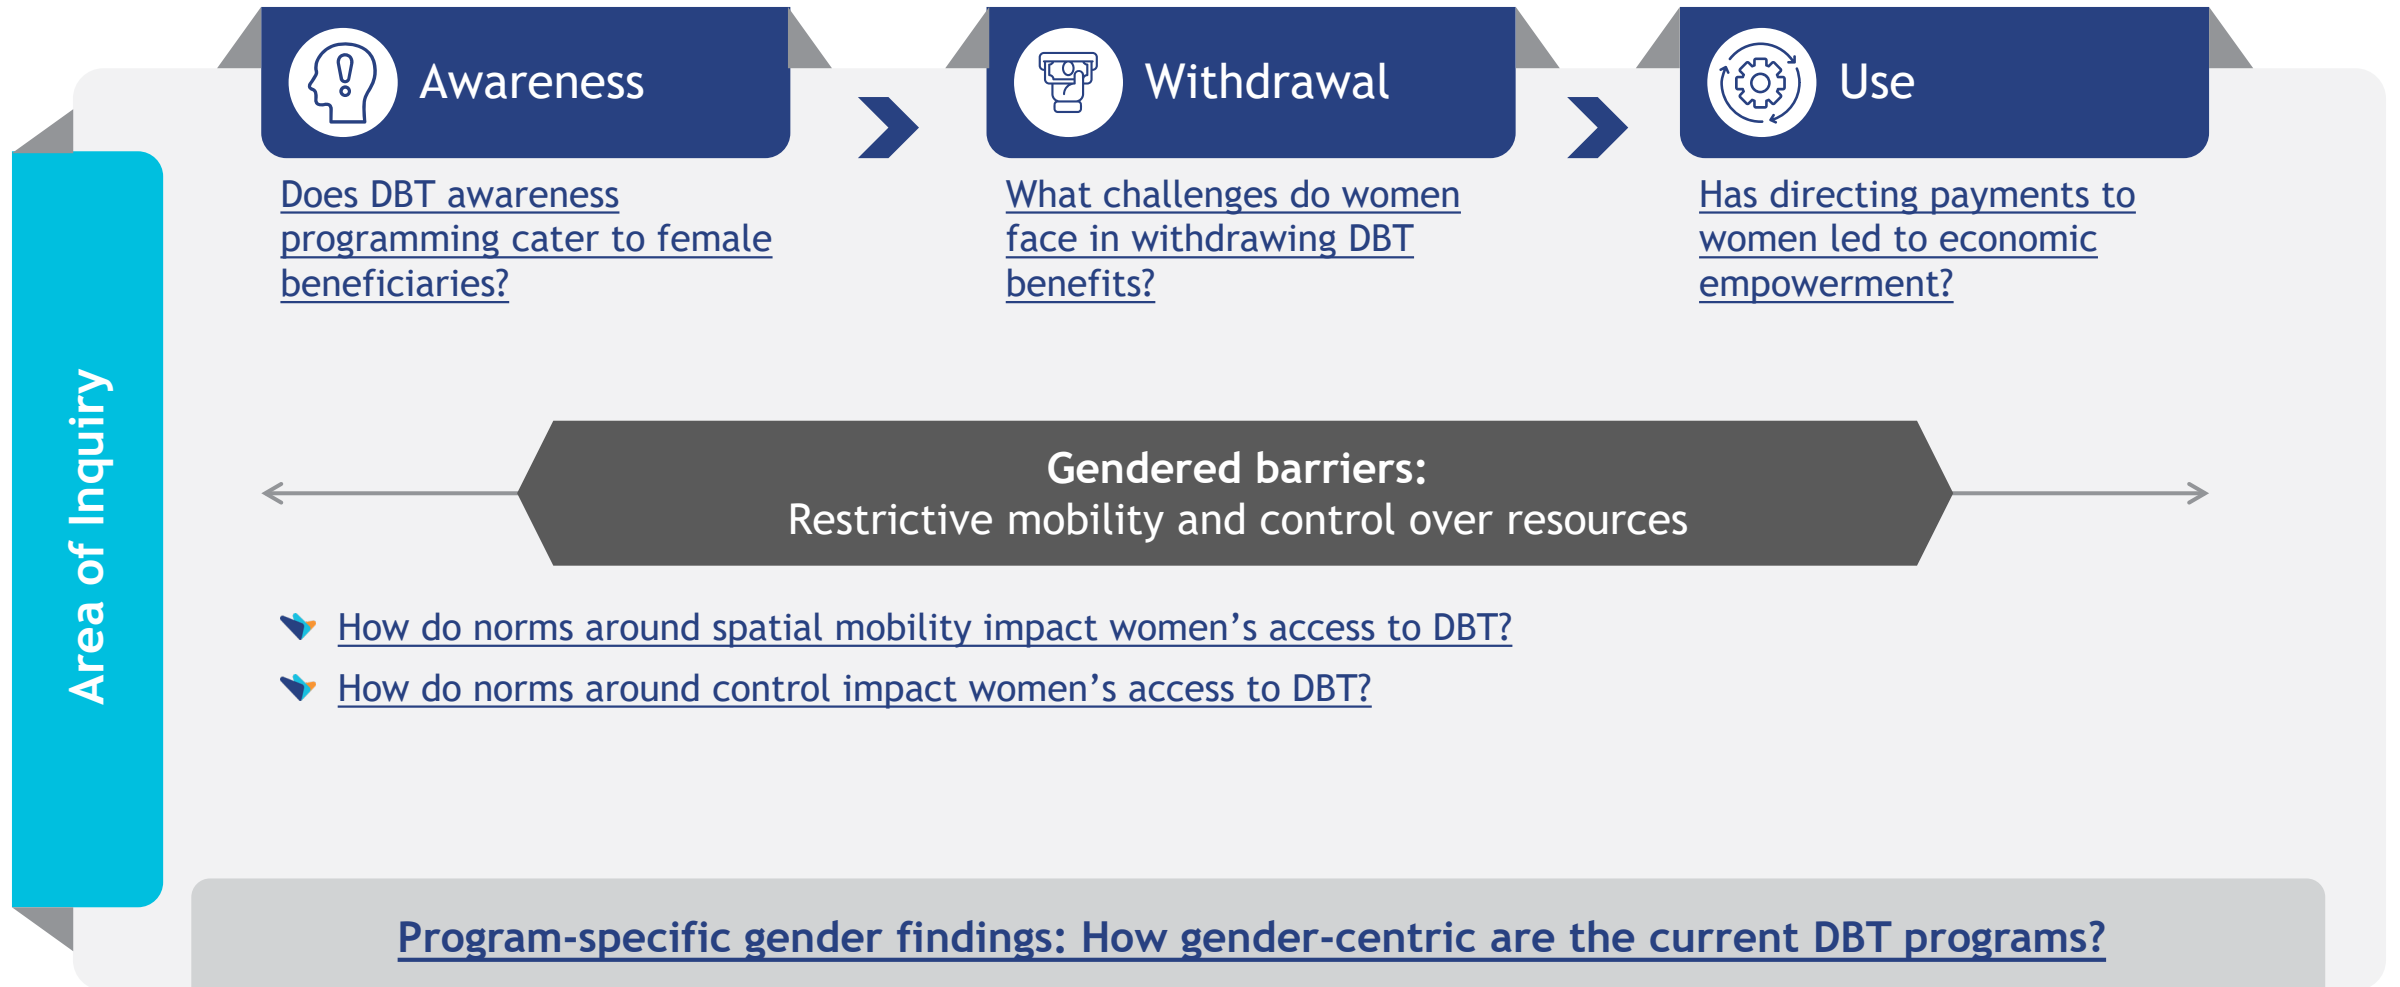 Awareness
Withdrawal
Use
Does DBT awareness
programming cater to female
beneficiaries?
What challenges do women
face in withdrawing DBT
benefits?
Has directing payments to
women led to economic
empowerment?
Area of Inquiry
Gendered barriers:
Restrictive mobility and control over resources
How do norms around spatial mobility impact women’s access to DBT?
How do norms around control impact women’s access to DBT?
Program-specific gender findings: How gender-centric are the current DBT programs?